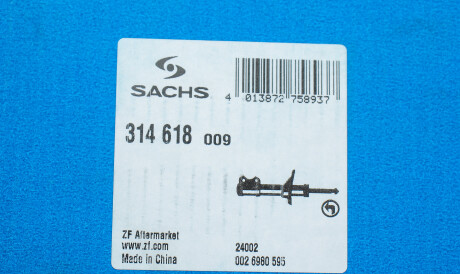 SACHS
4 013872 758937
314 618 009
ZF Aftermarket
www.zf.com
Made in China
24002
002 6980 595